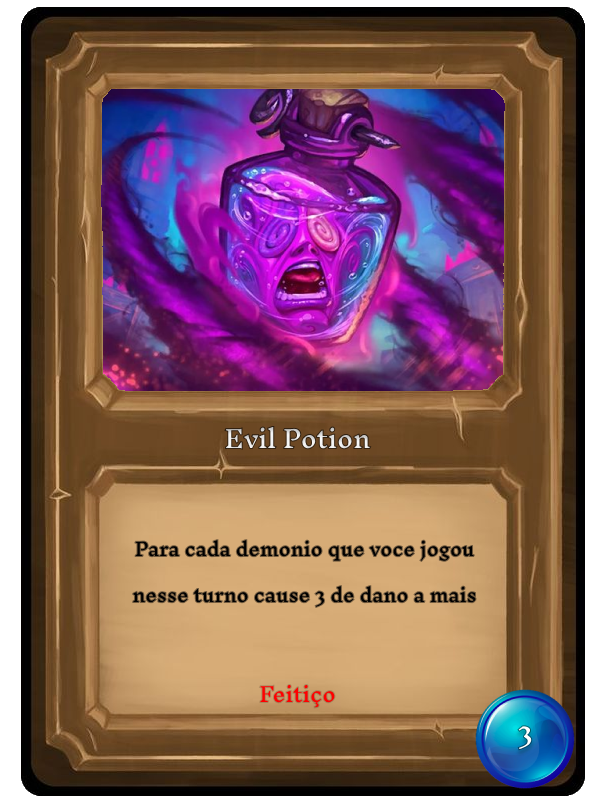 Evil Potion
Para cada demonio que voce jogou
nesse turno cause 3 de dano a mais
Feitiço
3